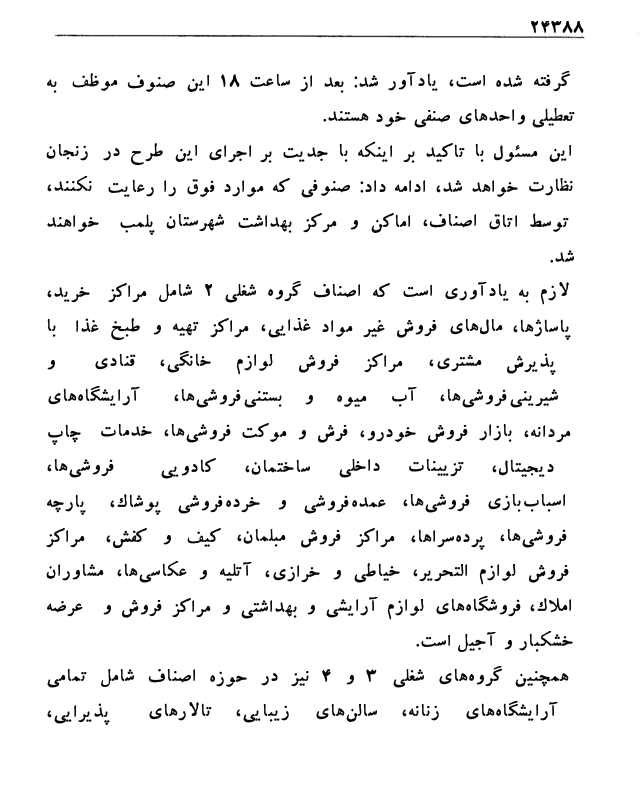 ۲۴۳۸۸
گرفته شده است، یادآور شد: بعد از ساعت ۱۸ این صنوف موظف به
تعطیلی واحدهای صنفی خود هستند.
این مسئول با تاکید بر اینکه با جدیت بر اجرای این طرح در زنجان
نظارت خواهد شد، ادامه داد: صنوفی که موارد فوق را رعایت نکنند،
توسط اتاق اصناف، اماکن و مرکز بهداشت شهرستان پلمب خواهند
شد.
لازم به یادآوری است که اصناف گروه شغلی ۲ شامل مراکز خرید،
پاساژها، مال‌های فروش غیر مواد غذایی، مراکز تهیه و طبخ غذا با
پذیرش مشتری، مراکز فروش لوازم خانگی، قنادی و
شیرینی‌فروشی‌ها، آب میوه و بستنی‌فروشی‌ها، آرایشگاه‌های
مردانه، بازار فروش خودرو، فرش و موکت فروشی‌ها، خدمات چاپ
دیجیتال، تزیینات داخلی ساختمان، کادویی فروشی‌ها،
اسباب‌بازی فروشی‌ها، عمده‌فروشی و خرده‌فروشی پوشاك، پارچه
فروشی‌ها، پرده‌سراها، مراکز فروش مبلمان، کیف و کفش، مراکز
فروش لوازم التحریر، خیاطی و خرازی، آتلیه و عکاسی‌ها، مشاوران
املاك، فروشگاه‌های لوازم آرایشی و بهداشتی و مراکز فروش و عرضه
خشکبار و آجیل است.
همچنین گروه‌های شغلی ۳ و ۴ نیز در حوزه اصناف شامل تمامی
آرایشگاه‌های زنانه، سالن‌های زیبایی، تالارهای پذیرایی،